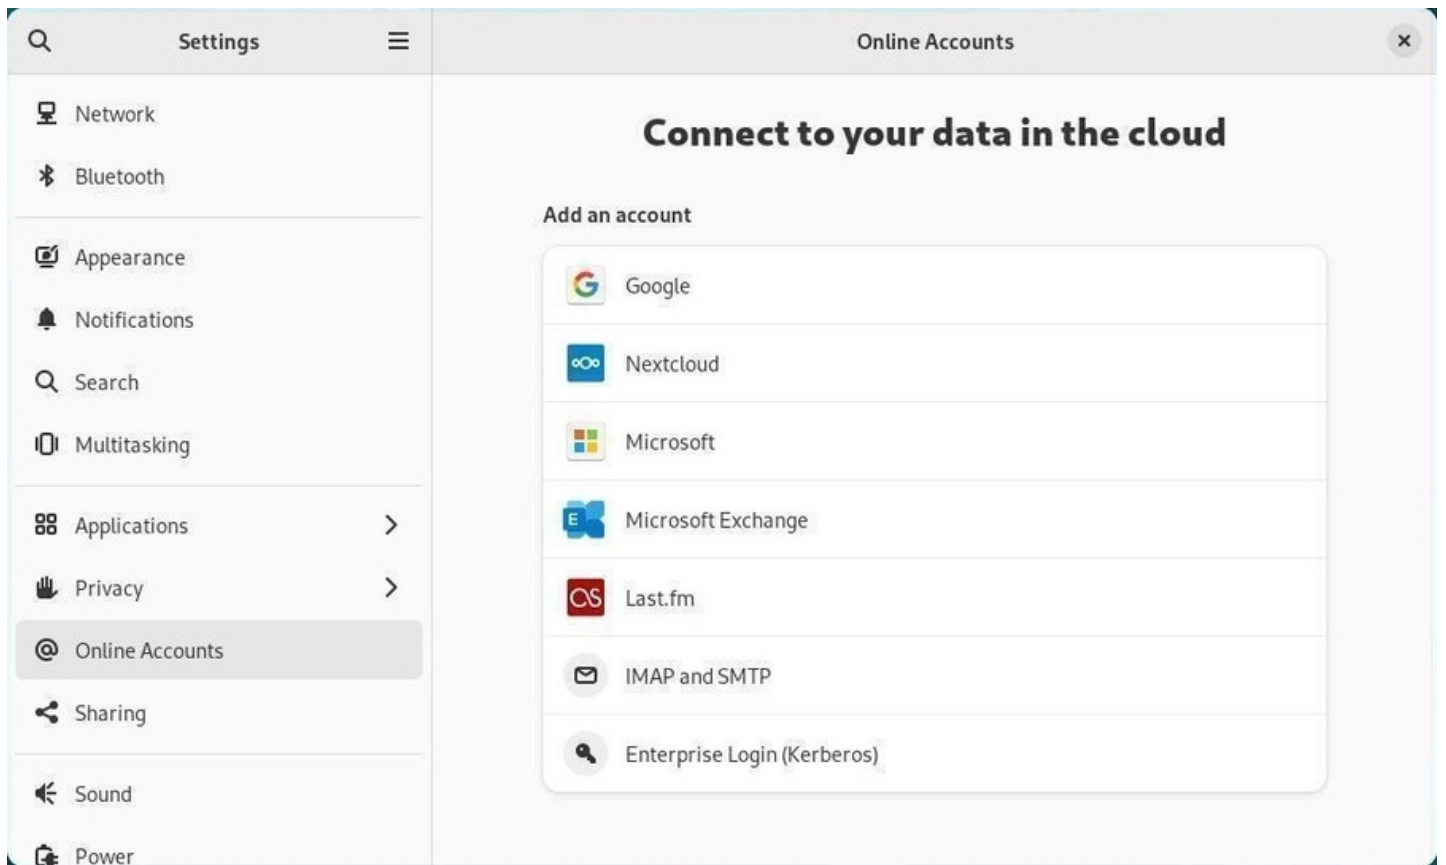 Settings
Online Accounts
Network
Bluetooth
Appearance
Notifications
Search
Multitasking
Applications
Privacy
Online Accounts
Sharing
Sound
Power
Connect to your data in the cloud
Add an account
Google
Nextcloud
Microsoft
E
Microsoft Exchange
Last.fm
IMAP and SMTP
Enterprise Login (Kerberos)